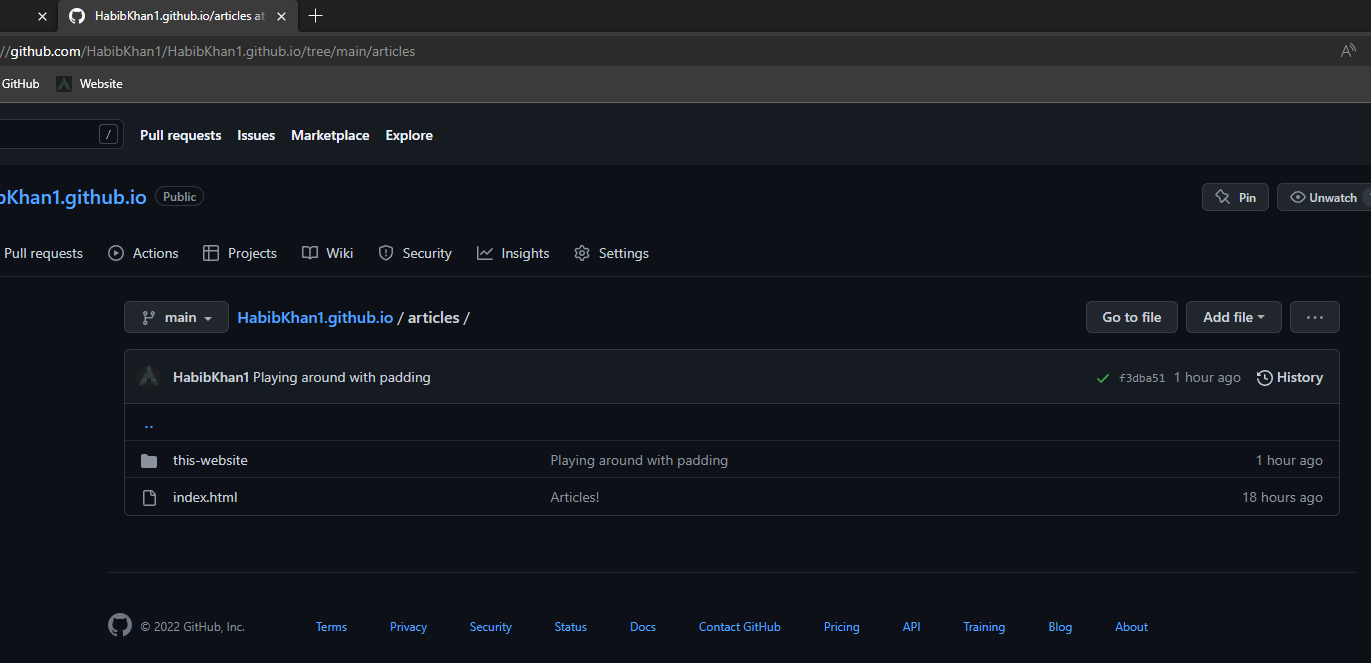 HabibKhan1.github.io/articles at
//github.com/HabibKhan1/HabibKhan1.github.io/tree/main/articles
GitHub Website
/ Pull requests Issues Marketplace Explore
bKhan1.github.io Public Pin Unwatch
Pull requests Actions Projects Wiki Security Insights Settings
main HabibKhan1.github.io / articles / Go to file Add file ...
HabibKhan1 Playing around with padding f3dba51 1 hour ago History
..
this-website Playing around with padding 1 hour ago
index.html Articles! 18 hours ago
© 2022 GitHub, Inc. Terms Privacy Security Status Docs Contact GitHub Pricing API Training Blog About